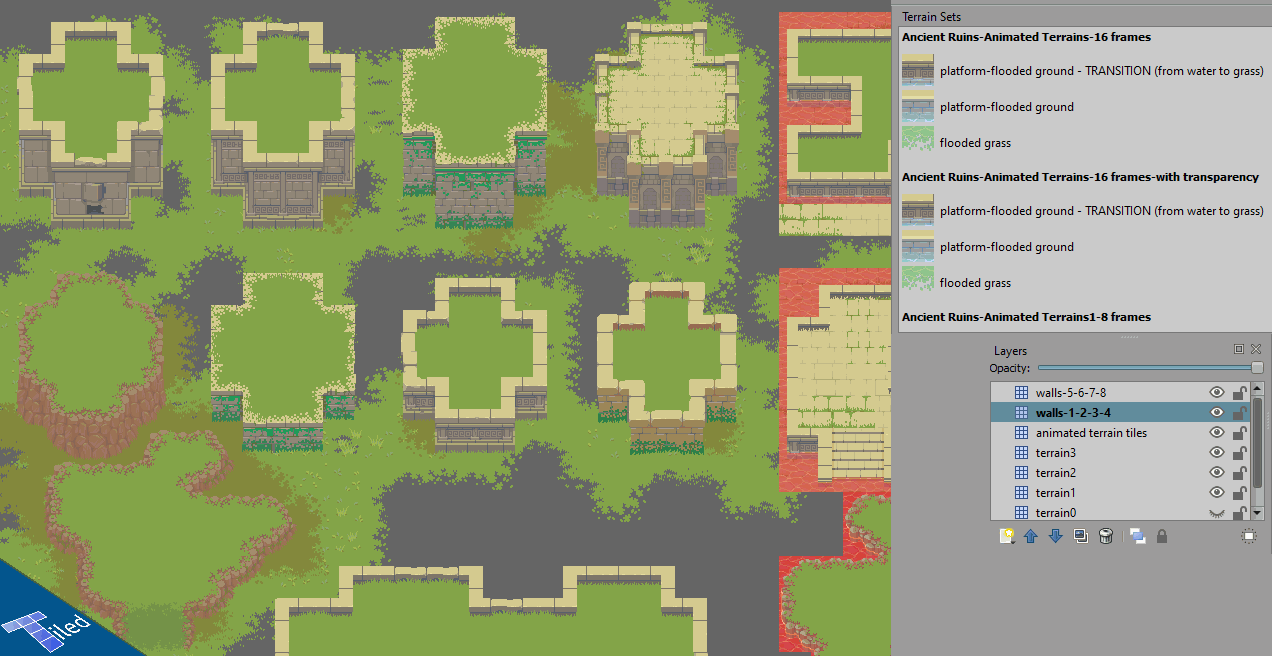 Terrain Sets
Ancient Ruins-Animated Terrains-16 frames
platform-flooded ground - TRANSITION (from water to grass)
platform-flooded ground
flooded grass
Ancient Ruins-Animated Terrains-16 frames-with transparency
platform-flooded ground - TRANSITION (from water to grass)
platform-flooded ground
flooded grass
Ancient Ruins-Animated Terrains1-8 frames
Layers
Opacity:
walls-5-6-7-8
walls-1-2-3-4
animated terrain tiles
terrain3
terrain2
terrain1
terrain0
Tiled